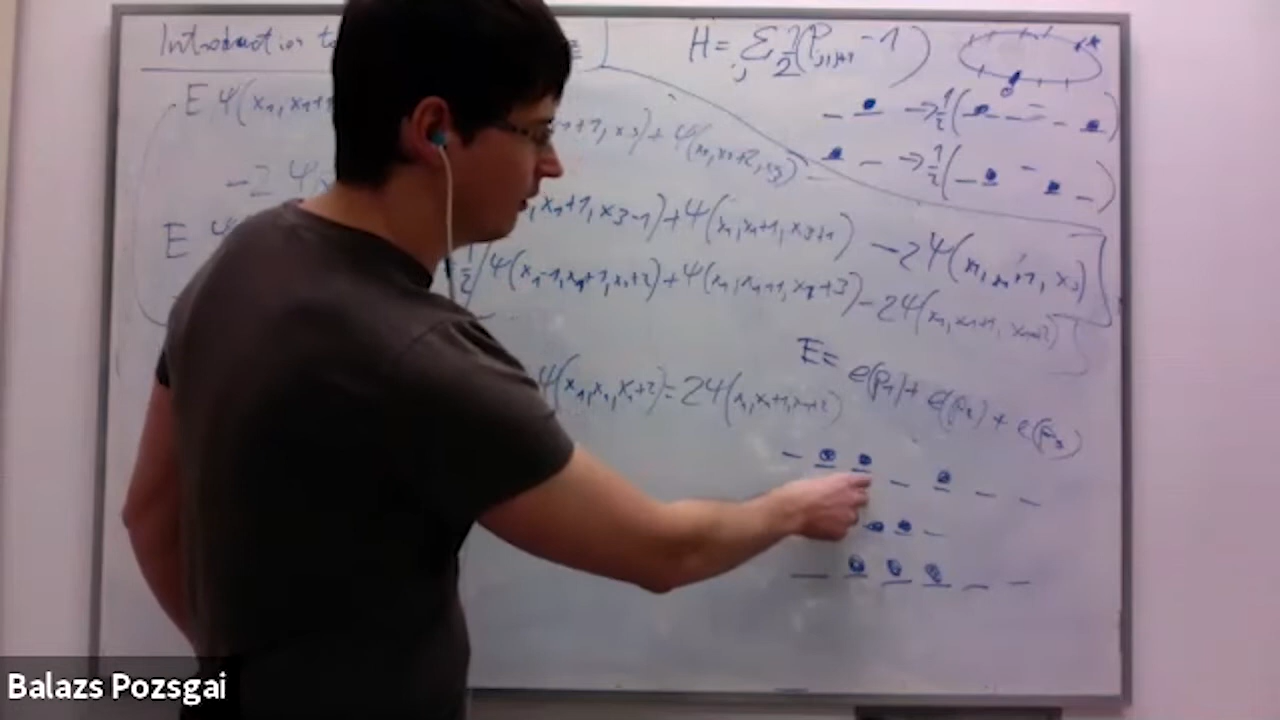 Introduction to
H = Σ_j 1/2 (P_{j,j+1} - 1)
E Ψ(x₁, x₁+1
+1, x₃) + Ψ(x₁, x₁+2, x₃)
→ 1/2 (
- 2 Ψ
→ 1/2 (
, x₁+1, x₃-1) + Ψ(x₁, x₁+1, x₃+1) - 2Ψ(x₁, x₁+1, x₃)
E Ψ
1/2 (Ψ(x₁-1, x₁+1, x₁+2) + Ψ(x₁, x₁+1, x₁+3) - 2Ψ(x₁, x₁+1, x₁+2)
E = e(p₁) + e(p₂) + e(p₃)
Ψ(x₁, x₁, x₁+2) = 2Ψ(x₁, x₁+1, x₁+2)
Balazs Pozsgai